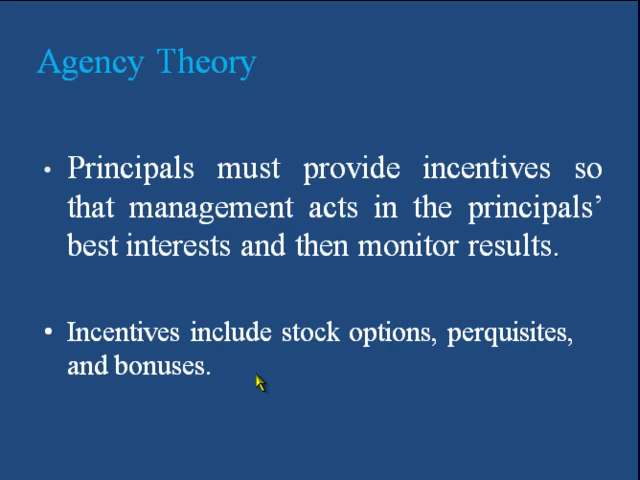 Agency Theory
• Principals must provide incentives so
that management acts in the principals’
best interests and then monitor results.
• Incentives include stock options, perquisites,
and bonuses.